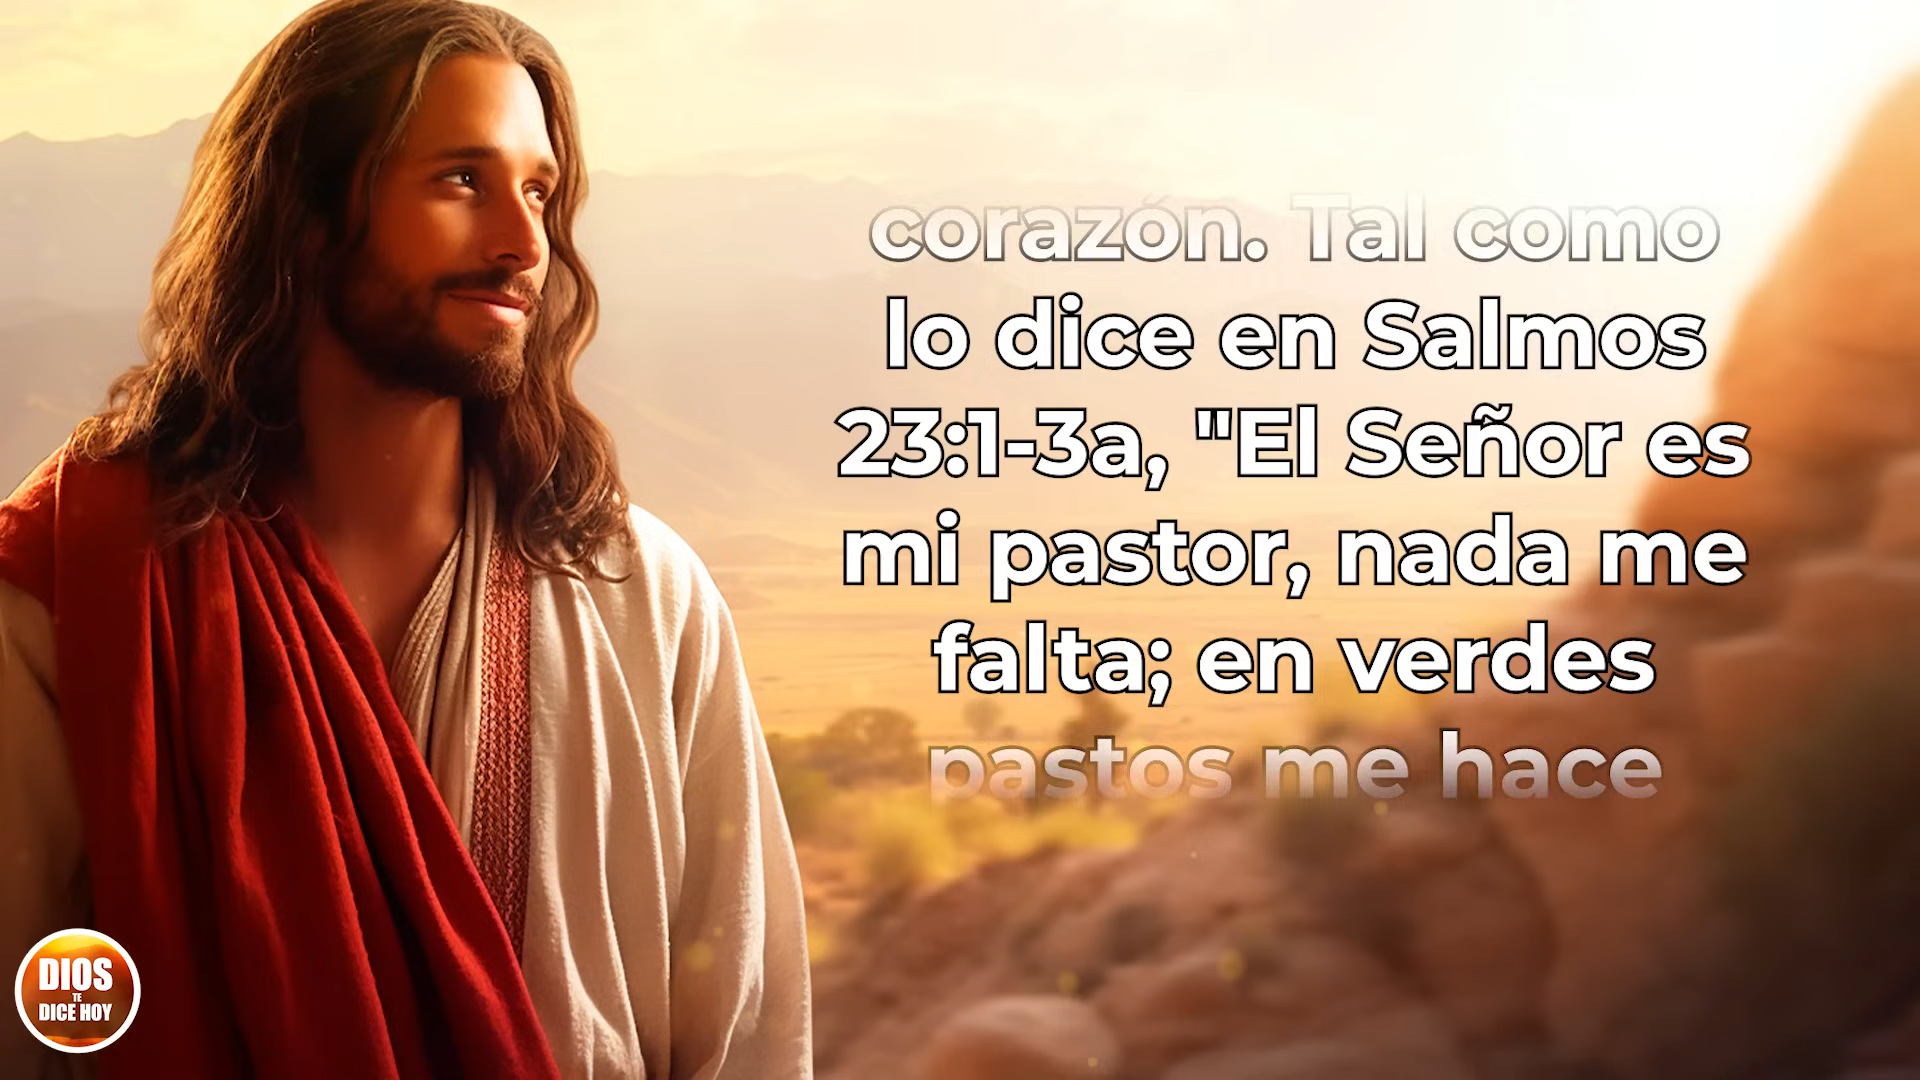 corazón. Tal como
lo dice en Salmos
23:1-3a, "El Señor es
mi pastor, nada me
falta; en verdes
pastos me hace
DIOS
TE
DICE HOY